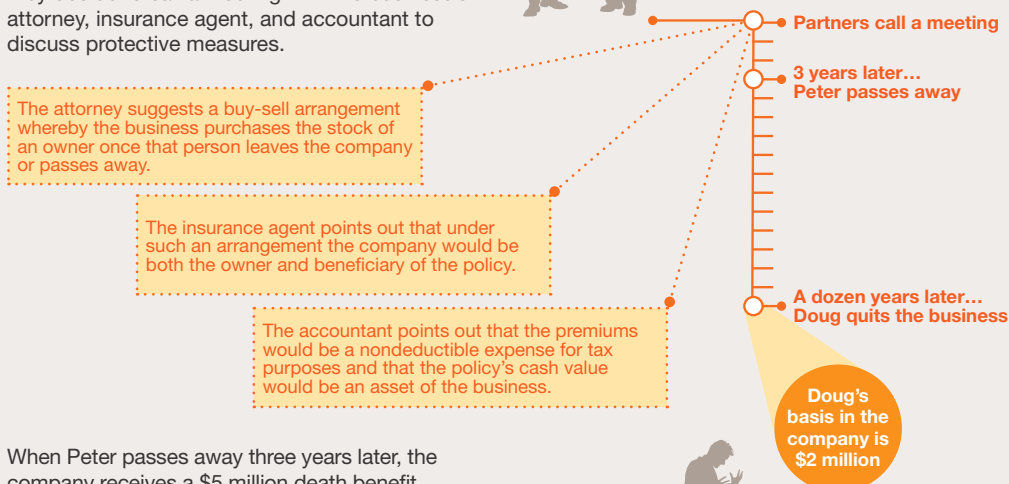 attorney, insurance agent, and accountant to
discuss protective measures.
Partners call a meeting
3 years later...
Peter passes away
The attorney suggests a buy-sell arrangement
whereby the business purchases the stock of
an owner once that person leaves the company
or passes away.
The insurance agent points out that under
such an arrangement the company would be
both the owner and beneficiary of the policy.
The accountant points out that the premiums
would be a nondeductible expense for tax
purposes and that the policy's cash value
would be an asset of the business.
A dozen years later...
Doug quits the business
Doug's
basis in the
company is
$2 million
When Peter passes away three years later, the
company receives a $5 million death benefit